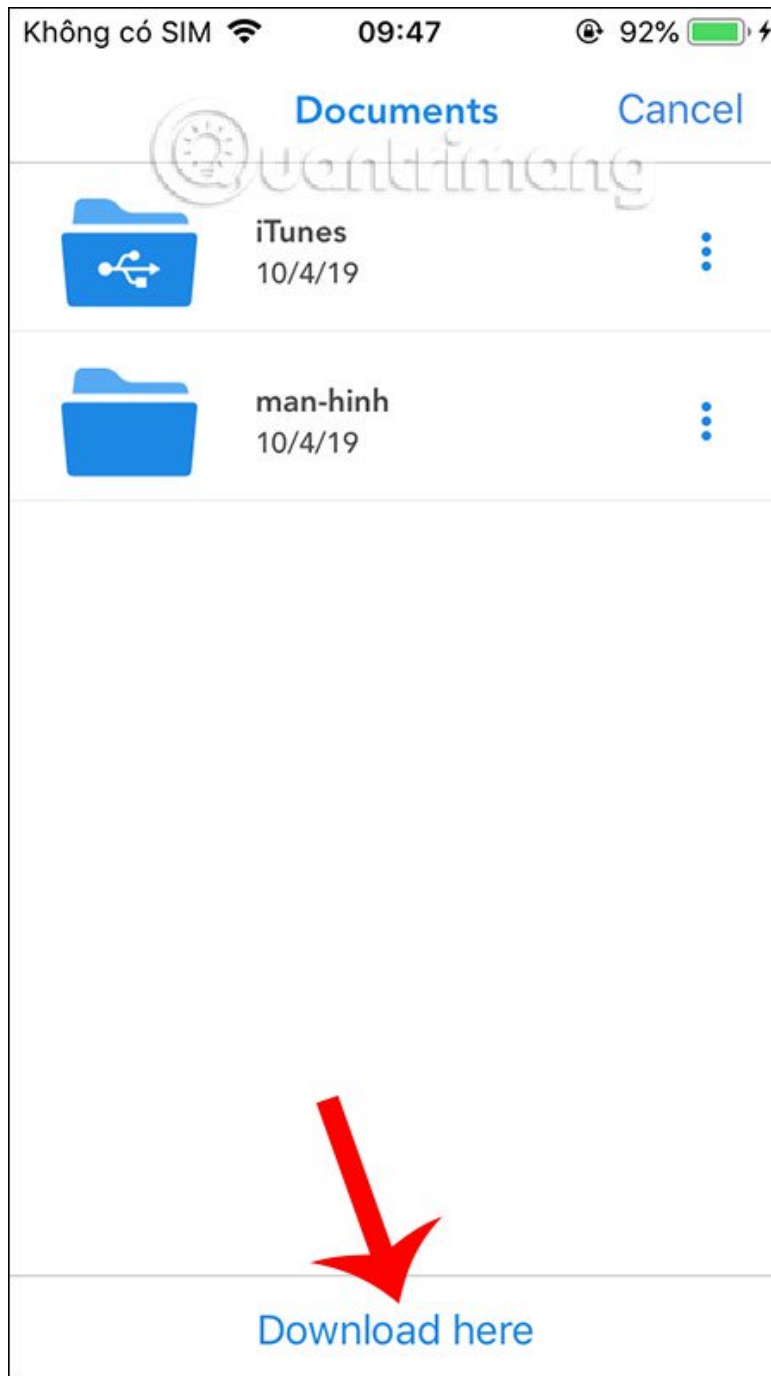 Không có SIM 09:47 92%
Documents Cancel
Quantrimang
iTunes
10/4/19
man-hinh
10/4/19
Download here